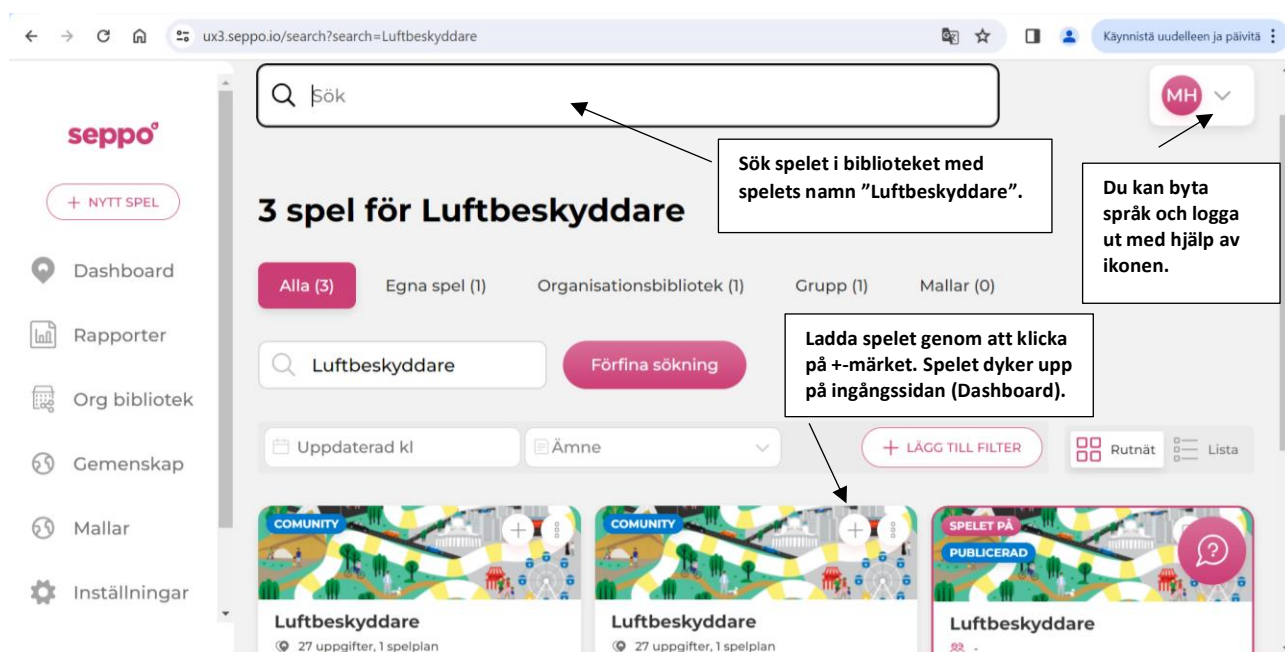 ux3.seppo.io/search?search=Luftbeskyddare
Käynnistä uudelleen ja päivitä
Sök
MH
seppo
+ NYTT SPEL
Sök spelet i biblioteket med
spelets namn ”Luftbeskyddare”.
Du kan byta
språk och logga
ut med hjälp av
ikonen.
3 spel för Luftbeskyddare
Dashboard
Rapporter
Org bibliotek
Gemenskap
Mallar
Inställningar
Alla (3)
Egna spel (1)
Organisationsbibliotek (1)
Grupp (1)
Mallar (0)
Ladda spelet genom att klicka
på +-märket. Spelet dyker upp
på ingångssidan (Dashboard).
Luftbeskyddare
Förfina sökning
Uppdaterad kl
Ämne
+ LÄGG TILL FILTER
Rutnät
Lista
COMUNITY
Luftbeskyddare
27 uppgifter, 1 spelplan
COMUNITY
Luftbeskyddare
27 uppgifter, 1 spelplan
SPELET PÅ
PUBLICERAD
Luftbeskyddare
-